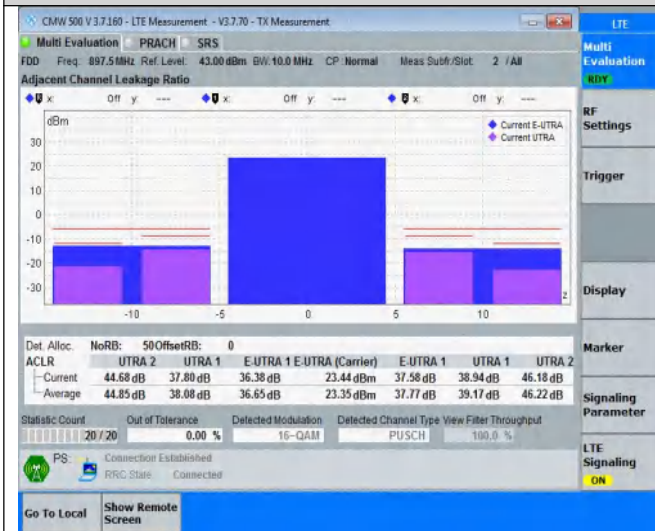 CMW 500 V 3.7.160 - LTE Measurement - V3.7.70 - TX Measurement
LTE
Multi Evaluation PRACH SRS
Multi Evaluation
RDY
FDD Freq: 897.5 MHz Ref. Level: 43.00 dBm BW: 10.0 MHz CP: Normal Meas Subfr./Slot: 2 / All
Adjacent Channel Leakage Ratio
x: Off y: --- x: Off y: --- x: Off y: ---
dBm
Current E-UTRA
Current UTRA
30
20
10
0
-10
-20
-30
-10 -5 0 5 10
RF Settings
Trigger
Display
Marker
Signaling Parameter
LTE Signaling
ON
Det. Alloc. NoRB: 50 OffsetRB: 0
ACLR UTRA 2 UTRA 1 E-UTRA 1 E-UTRA (Carrier) E-UTRA 1 UTRA 1 UTRA 2
Current 44.68 dB 37.80 dB 36.38 dB 23.44 dBm 37.58 dB 38.94 dB 46.18 dB
Average 44.85 dB 38.08 dB 36.65 dB 23.35 dBm 37.77 dB 39.17 dB 46.22 dB
Statistic Count Out of Tolerance Detected Modulation Detected Channel Type View Filter Throughput
20 / 20 0.00 % 16-QAM PUSCH 100.0 %
PS: Connection Established
RRC State Connected
Go To Local Show Remote Screen